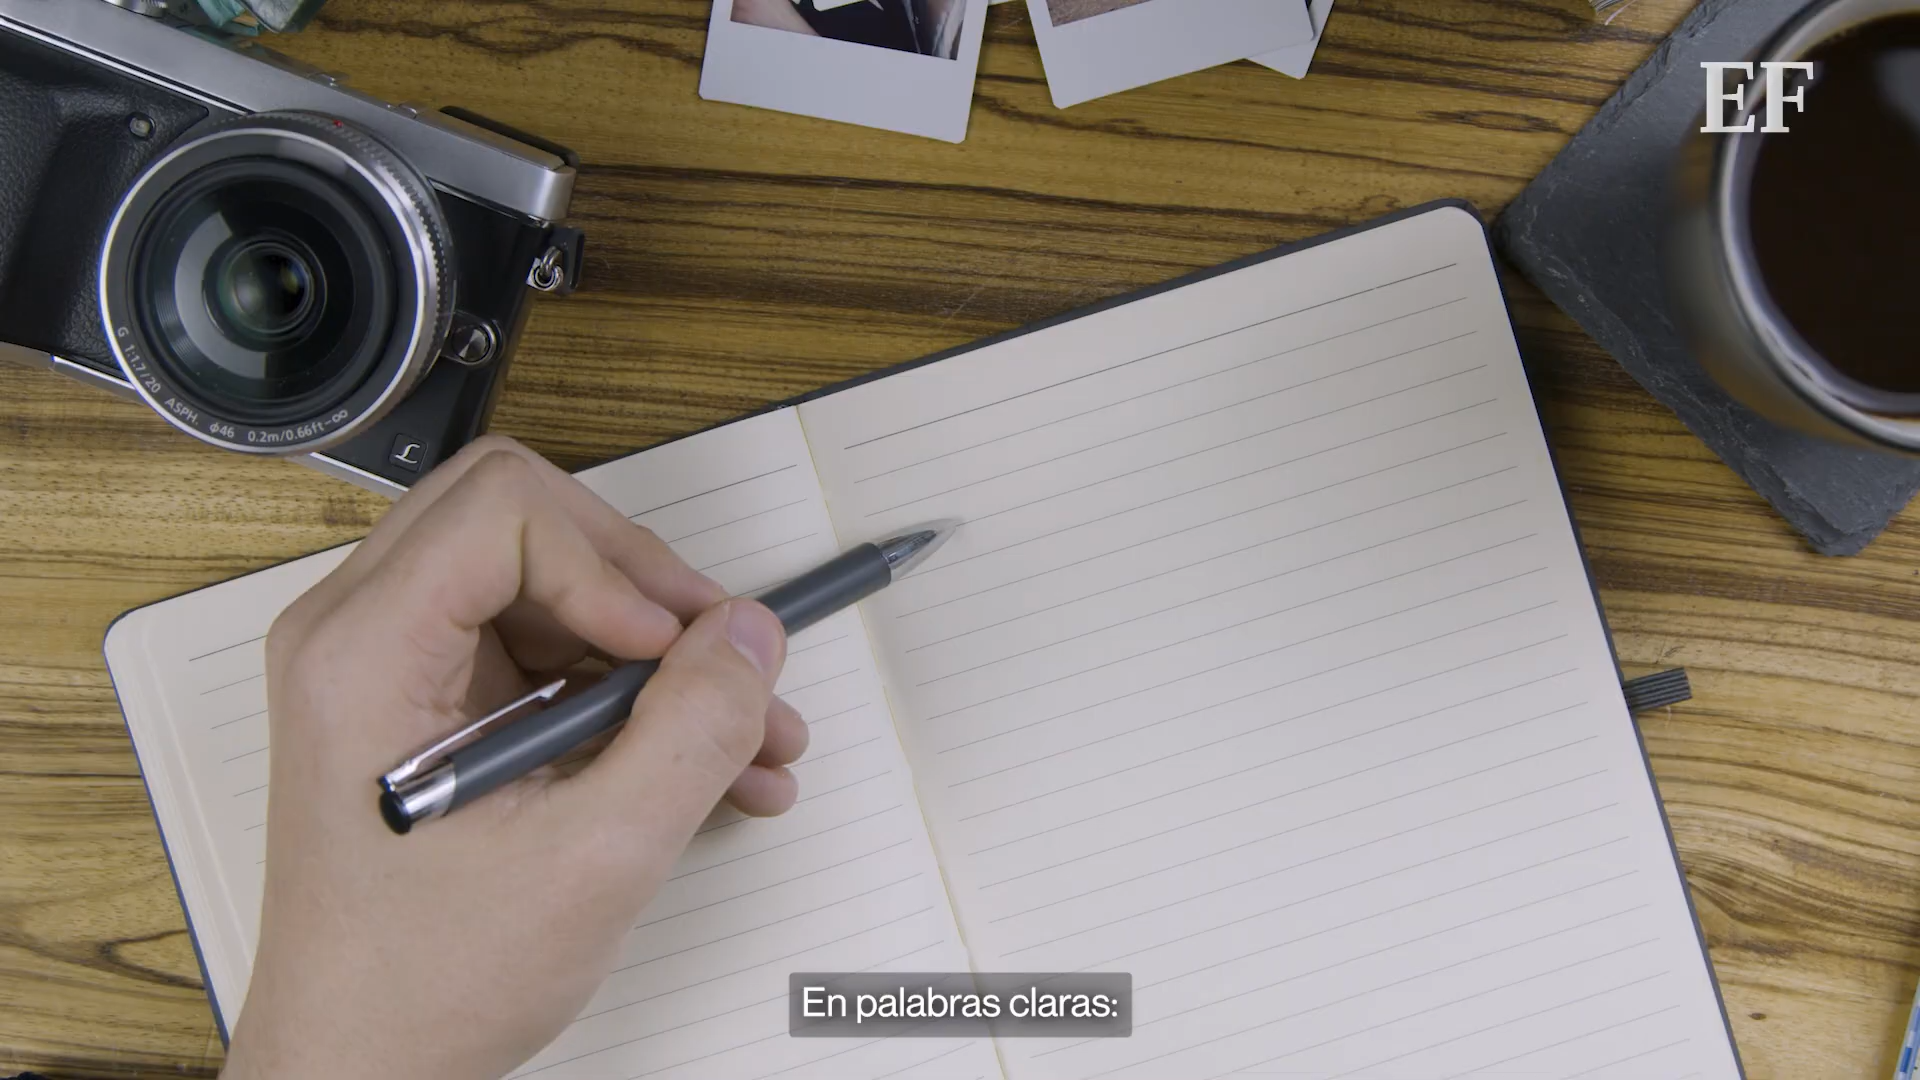 EF
G 1:1.7/20 ASPH. ϕ46 0.2m/0.66ft-∞
L
En palabras claras: